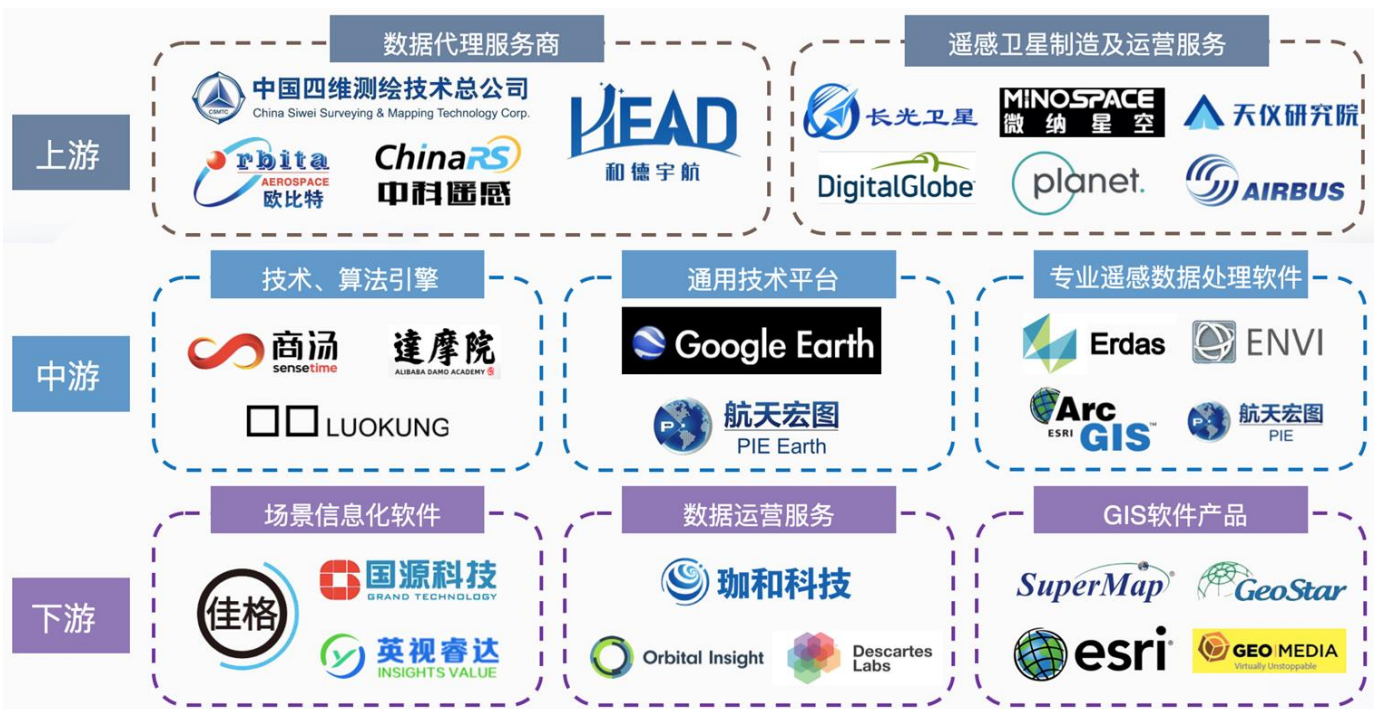 数据代理服务商
遥感卫星制造及运营服务
上游
CSMTC
中国四维测绘技术总公司
China Siwei Surveying & Mapping Technology Corp.
HEAD
和德宇航
Orbita
AEROSPACE
欧比特
ChinaRS
中科遥感
长光卫星
MINOSPACE
微纳星空
天仪研究院
DigitalGlobe
planet.
AIRBUS
技术、算法引擎
通用技术平台
专业遥感数据处理软件
中游
商汤
sensetime
達摩院
ALIBABA DAMO ACADEMY
LUOKUNG
Google Earth
航天宏图
PIE Earth
Erdas
ENVI
ESRI
Arc
GIS™
航天宏图
PIE
场景信息化软件
数据运营服务
GIS软件产品
下游
佳格
国源科技
GRAND TECHNOLOGY
英视睿达
INSIGHTS VALUE
珈和科技
Orbital Insight
Descartes
Labs
SuperMap®
GeoStar
esri®
GEO|MEDIA
Virtually Unstoppable